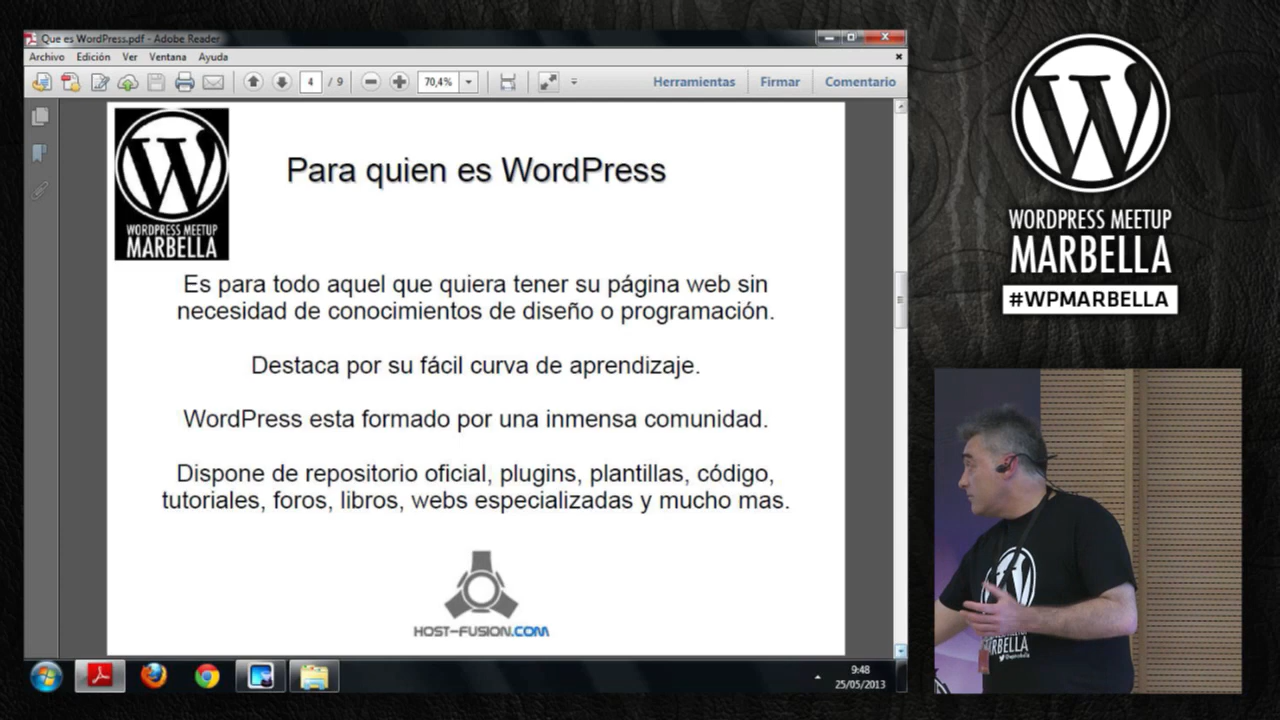 Que es WordPress.pdf - Adobe Reader
Archivo Edición Ver Ventana Ayuda
4 / 9 70,4% Herramientas Firmar Comentario
WORDPRESS MEETUP
MARBELLA
Para quien es WordPress
Es para todo aquel que quiera tener su página web sin
necesidad de conocimientos de diseño o programación.
Destaca por su fácil curva de aprendizaje.
WordPress esta formado por una inmensa comunidad.
Dispone de repositorio oficial, plugins, plantillas, código,
tutoriales, foros, libros, webs especializadas y mucho mas.
HOST-FUSION.COM
9:48
25/05/2013
WORDPRESS MEETUP
MARBELLA
#WPMARBELLA